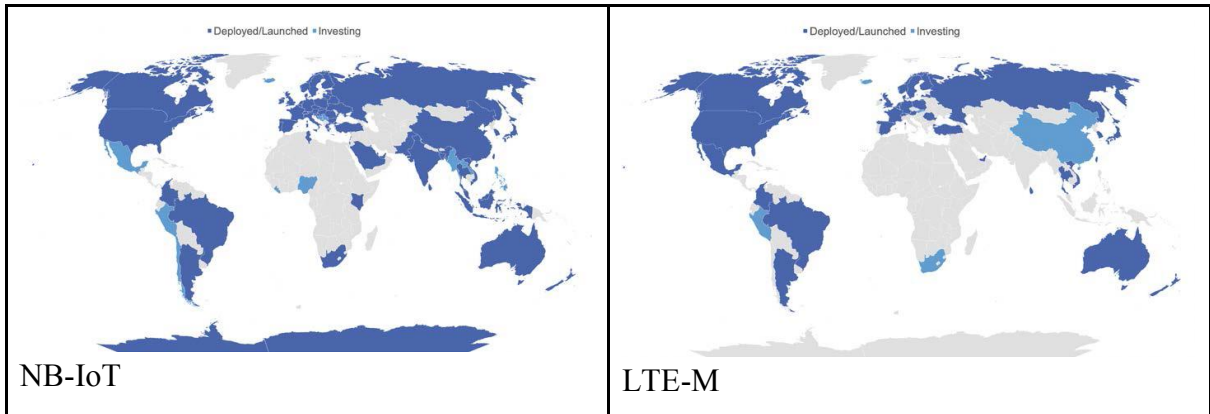 Deployed/Launched Investing
NB-IoT
Deployed/Launched Investing
LTE-M